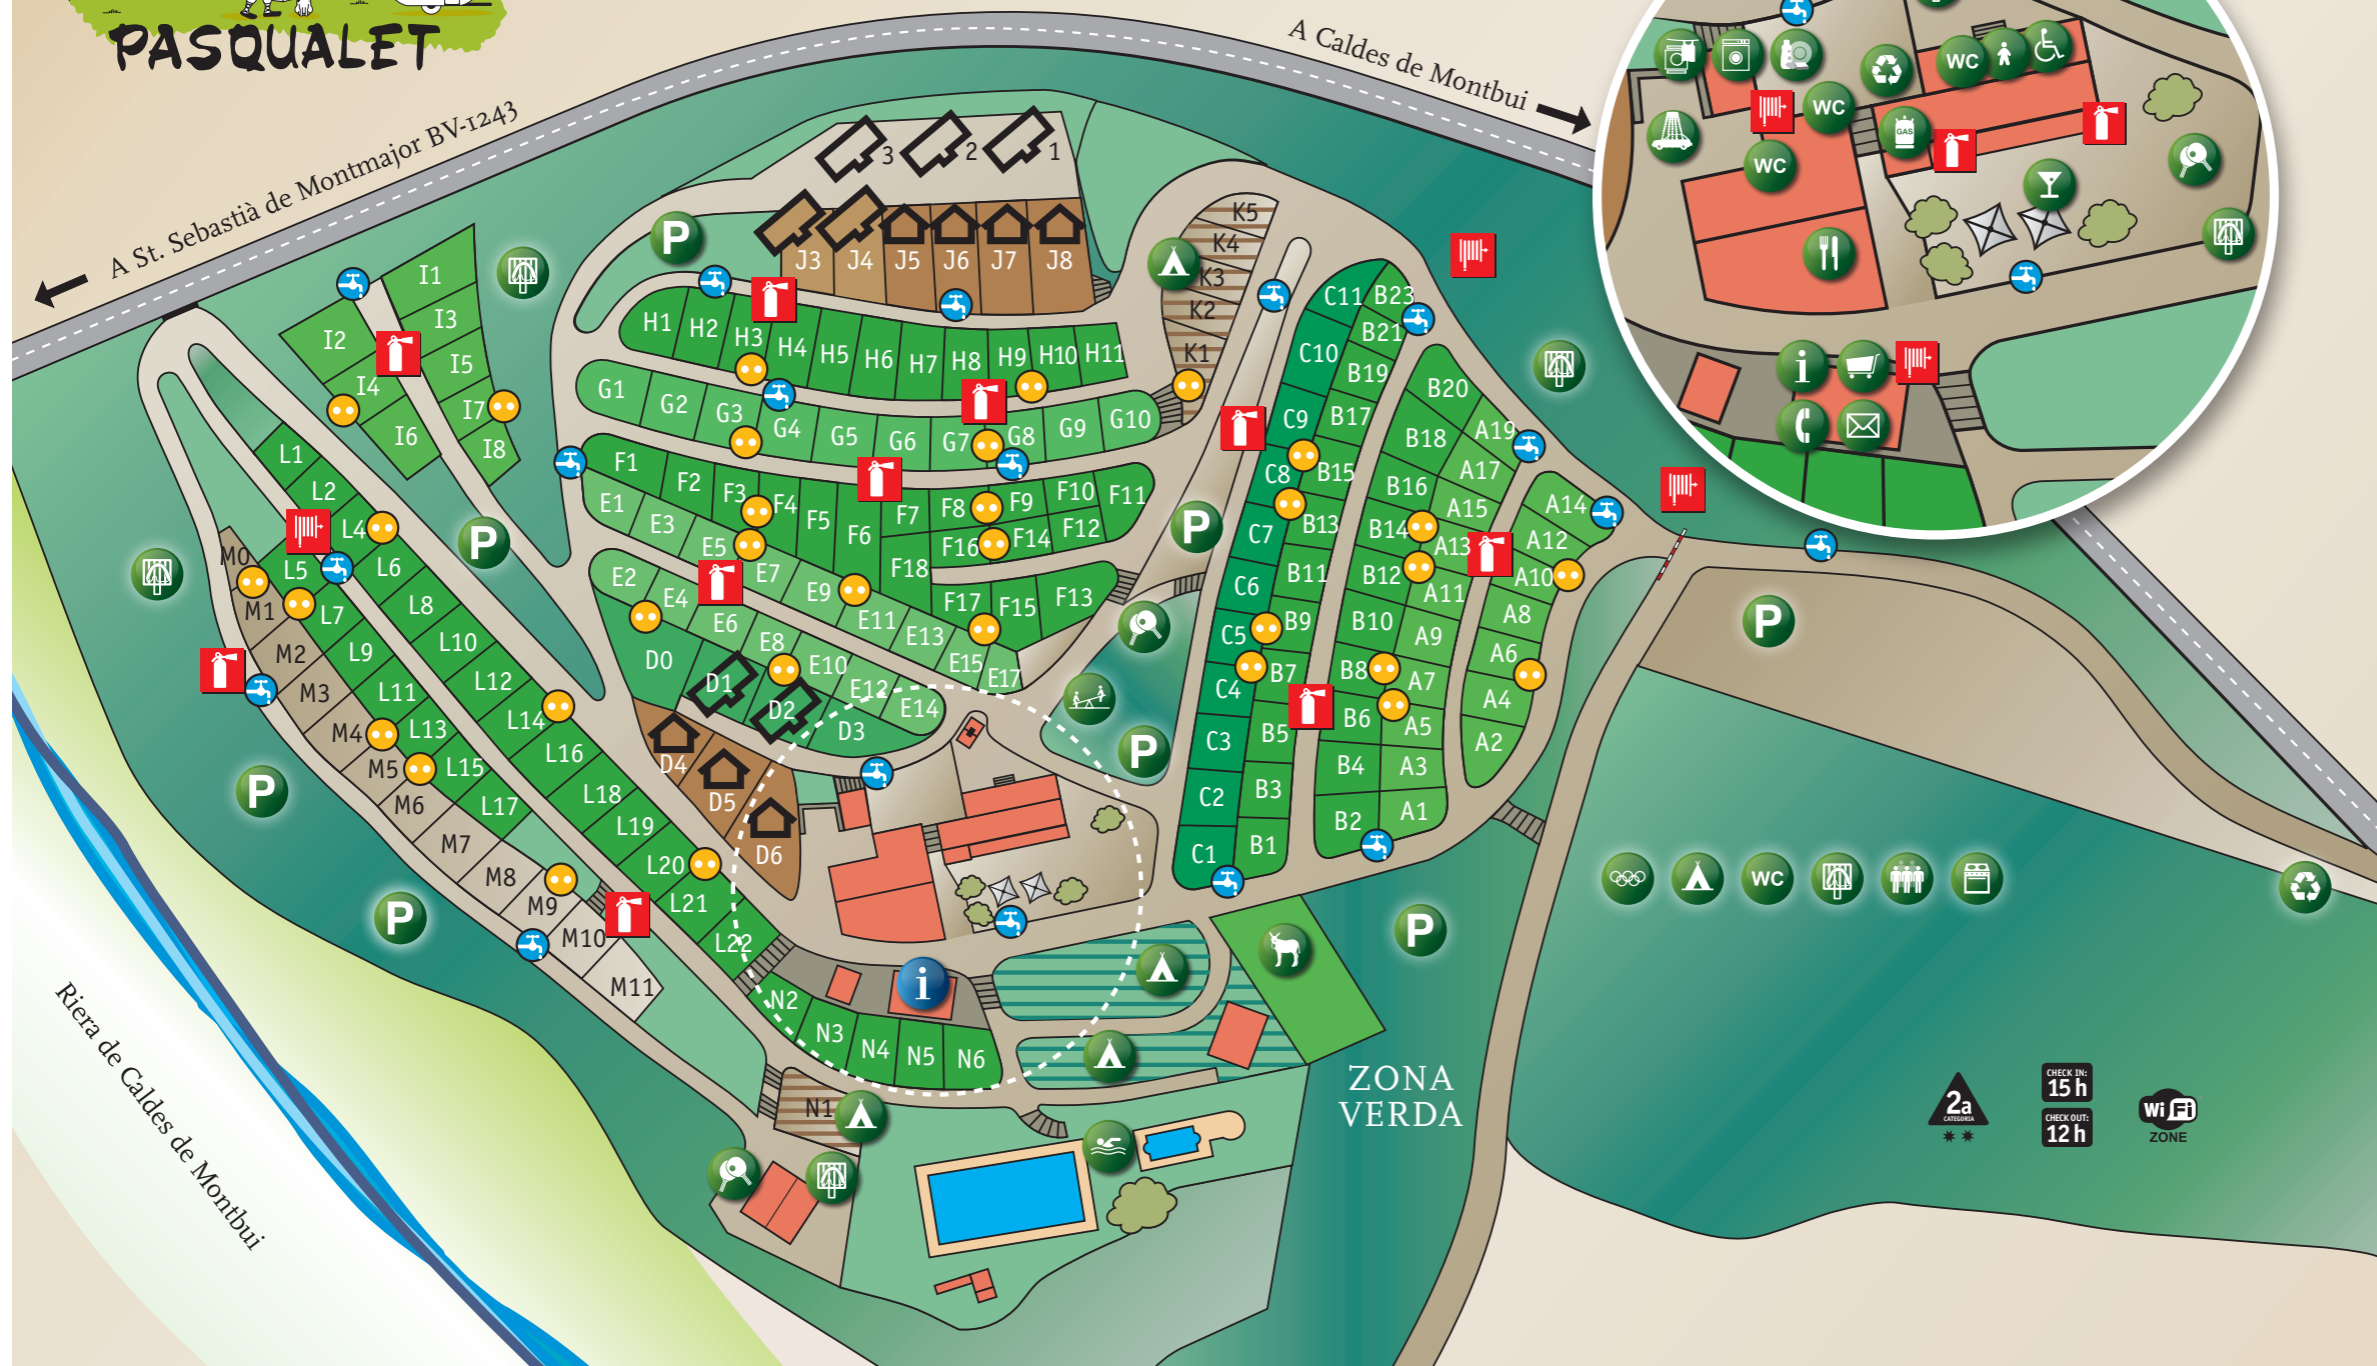 PASQUALET
A St. Sebastià de Montmajor BV-1243
A Caldes de Montbui
WC
WC
WC
GAS
i
3
2
1
P
J3
J4
J5
J6
J7
J8
K5
K4
K3
K2
K1
I1
I2
I3
I4
I5
I6
I7
I8
H1
H2
H3
H4
H5
H6
H7
H8
H9
H10
H11
G1
G2
G3
G4
G5
G6
G7
G8
G9
G10
F1
F2
F3
F4
F5
F6
F7
F8
F9
F10
F11
F12
F13
F14
F15
F16
F17
F18
E1
E3
E5
E7
E9
E11
E13
E15
E17
E2
E4
E6
E8
E10
E12
E14
D0
D1
D2
D3
D4
D5
D6
C11
C10
C9
C8
C7
C6
C5
C4
C3
C2
C1
B23
B21
B19
B17
B15
B13
B11
B9
B7
B5
B3
B1
B20
B18
B16
B14
B12
B10
B8
B6
B4
B2
A19
A17
A15
A13
A11
A9
A7
A5
A3
A1
A14
A12
A10
A8
A6
A4
A2
L1
L2
L4
L5
L6
L7
L8
L9
L10
L11
L12
L13
L14
L15
L16
L17
L18
L19
L20
L21
L22
M0
M1
M2
M3
M4
M5
M6
M7
M8
M9
M10
M11
N1
N2
N3
N4
N5
N6
P
P
P
P
P
P
P
i
WC
ZONA
VERDA
Riera de Caldes de Montbui
2a
CATEGORIA
CHECK IN:
15 h
CHECK OUT:
12 h
Wi Fi
ZONE